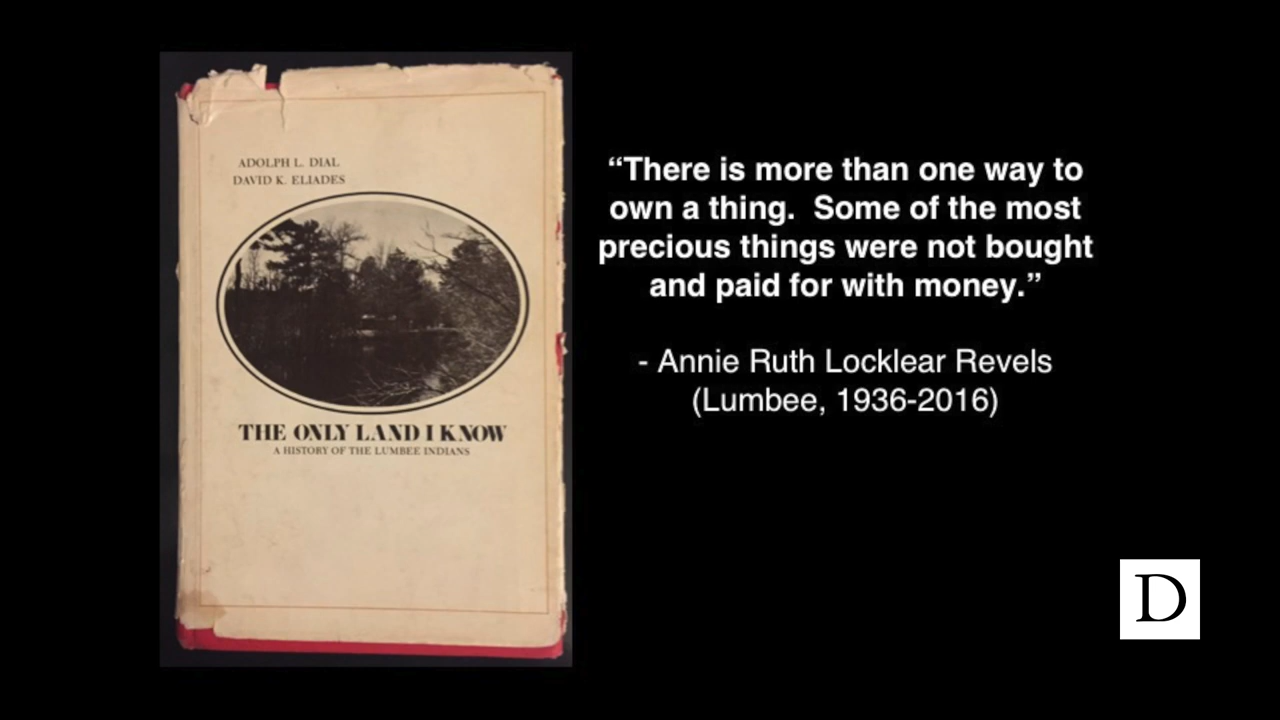 ADOLPH L. DIAL
DAVID K. ELIADES
THE ONLY LAND I KNOW
A HISTORY OF THE LUMBEE INDIANS
“There is more than one way to
own a thing.  Some of the most
precious things were not bought
and paid for with money.”
- Annie Ruth Locklear Revels
(Lumbee, 1936-2016)
D